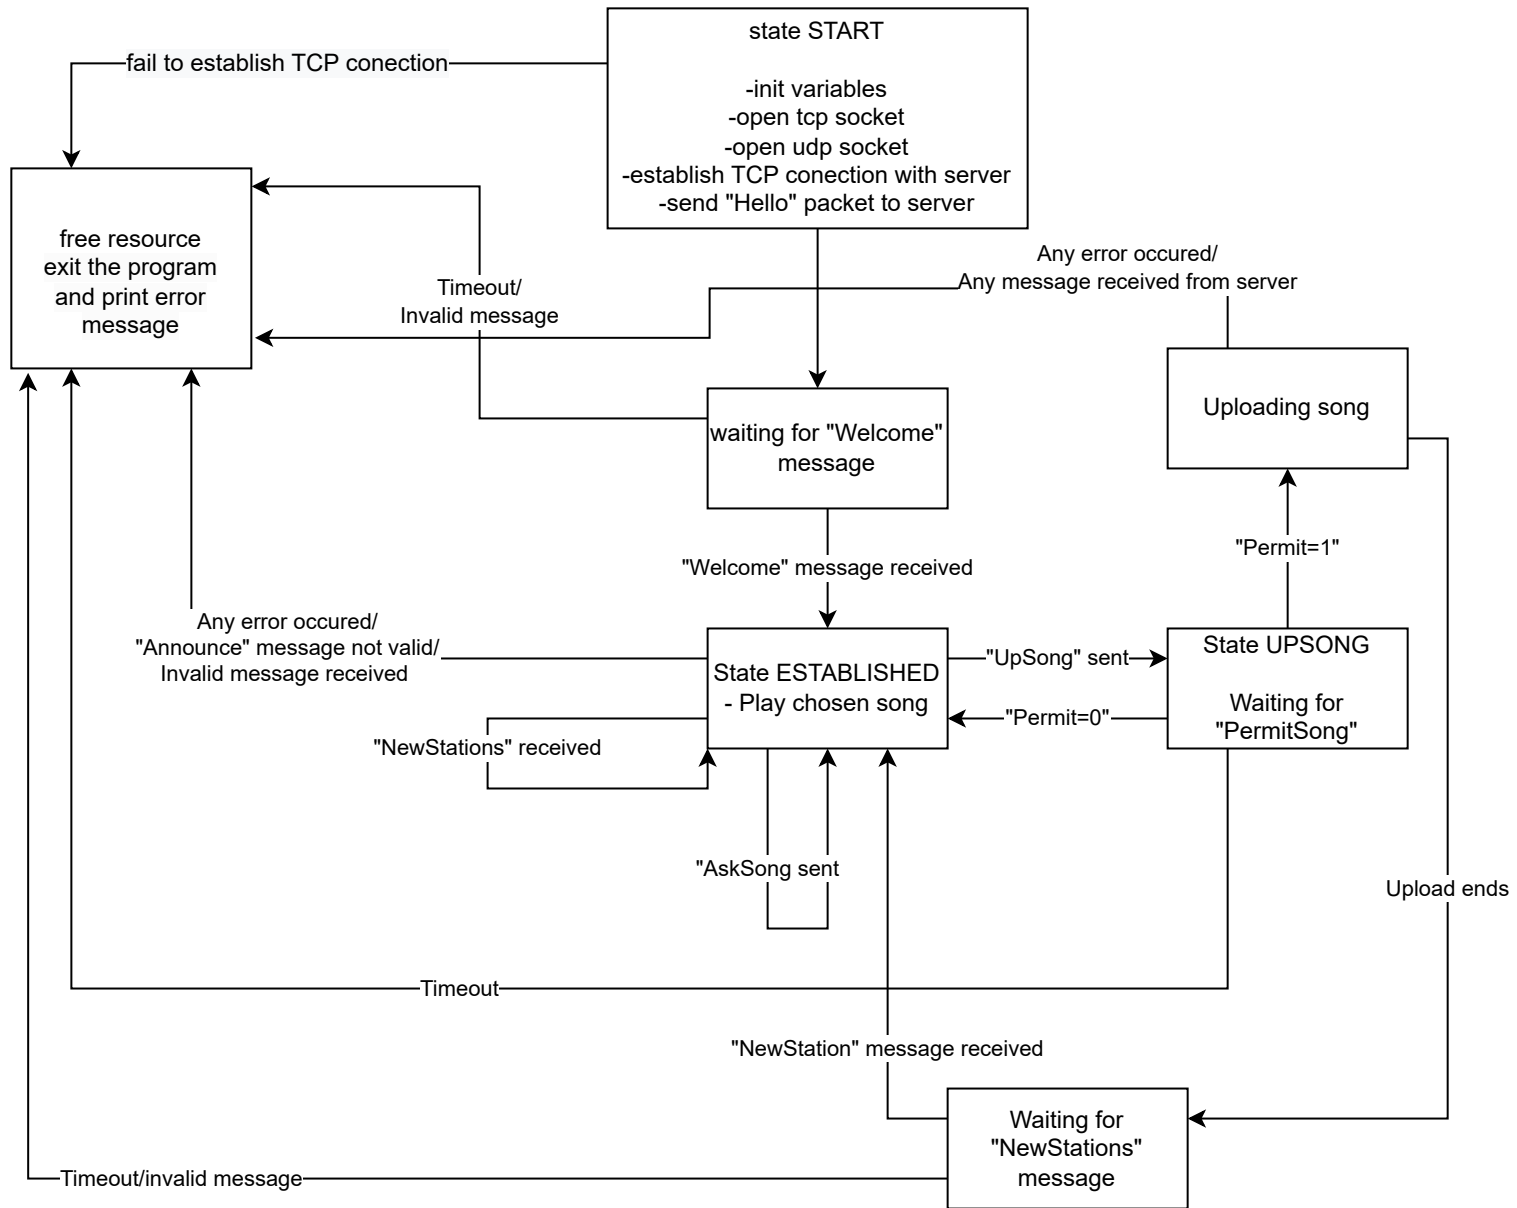 state START
-init variables
-open tcp socket
-open udp socket
-establish TCP conection with server
-send "Hello" packet to server
fail to establish TCP conection
free resource
exit the program
and print error
message
Timeout/
Invalid message
Any error occured/
Any message received from server
waiting for "Welcome"
message
Uploading song
"Welcome" message received
"Permit=1"
Any error occured/
"Announce" message not valid/
Invalid message received
State ESTABLISHED
- Play chosen song
"UpSong" sent
"Permit=0"
State UPSONG
Waiting for
"PermitSong"
"NewStations" received
"AskSong sent
Upload ends
Timeout
"NewStation" message received
Waiting for
"NewStations"
message
Timeout/invalid message